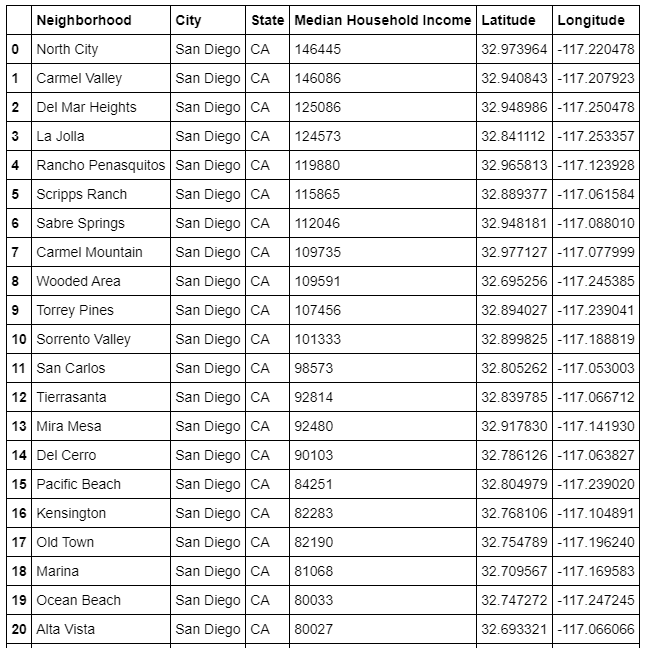 Neighborhood City State Median Household Income Latitude Longitude
0 North City San Diego CA 146445 32.973964 -117.220478
1 Carmel Valley San Diego CA 146086 32.940843 -117.207923
2 Del Mar Heights San Diego CA 125086 32.948986 -117.250478
3 La Jolla San Diego CA 124573 32.841112 -117.253357
4 Rancho Penasquitos San Diego CA 119880 32.965813 -117.123928
5 Scripps Ranch San Diego CA 115865 32.889377 -117.061584
6 Sabre Springs San Diego CA 112046 32.948181 -117.088010
7 Carmel Mountain San Diego CA 109735 32.977127 -117.077999
8 Wooded Area San Diego CA 109591 32.695256 -117.245385
9 Torrey Pines San Diego CA 107456 32.894027 -117.239041
10 Sorrento Valley San Diego CA 101333 32.899825 -117.188819
11 San Carlos San Diego CA 98573 32.805262 -117.053003
12 Tierrasanta San Diego CA 92814 32.839785 -117.066712
13 Mira Mesa San Diego CA 92480 32.917830 -117.141930
14 Del Cerro San Diego CA 90103 32.786126 -117.063827
15 Pacific Beach San Diego CA 84251 32.804979 -117.239020
16 Kensington San Diego CA 82283 32.768106 -117.104891
17 Old Town San Diego CA 82190 32.754789 -117.196240
18 Marina San Diego CA 81068 32.709567 -117.169583
19 Ocean Beach San Diego CA 80033 32.747272 -117.247245
20 Alta Vista San Diego CA 80027 32.693321 -117.066066